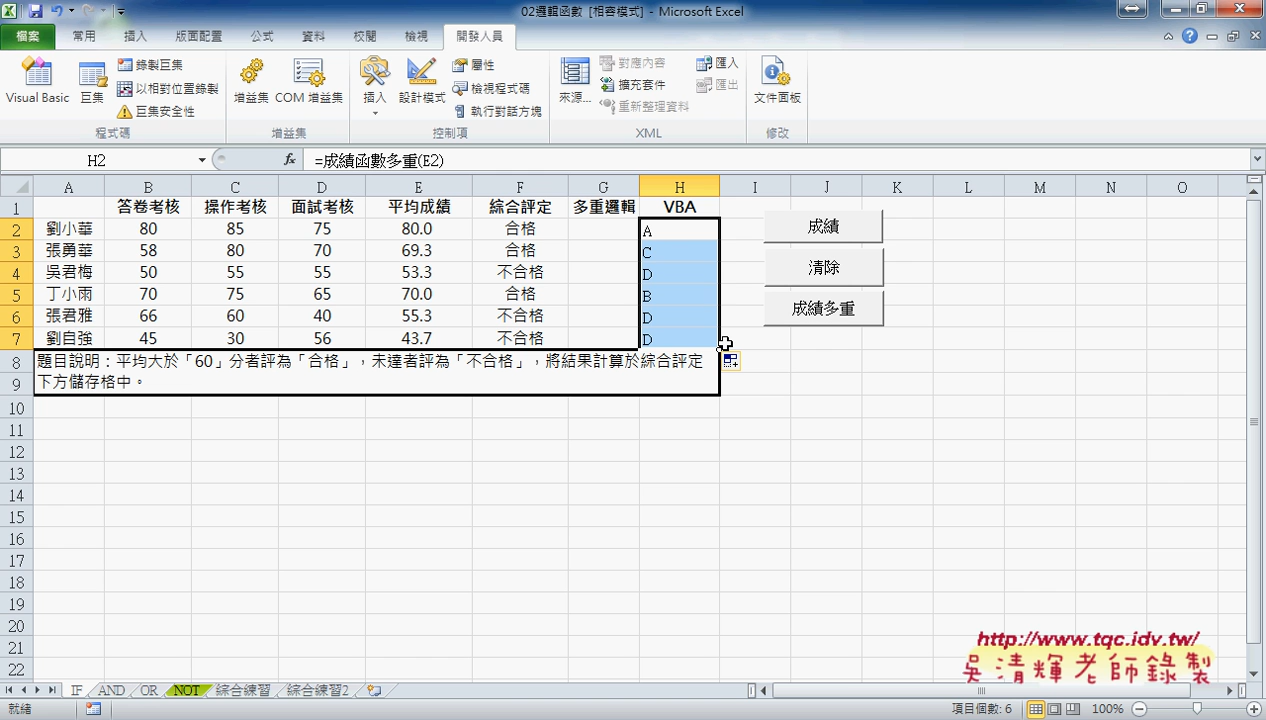 02邏輯函數 [相容模式] - Microsoft Excel
檔案 常用 插入 版面配置 公式 資料 校閱 檢視 開發人員
Visual Basic 巨集 錄製巨集 以相對位置錄製 巨集安全性 增益集 COM 增益集 插入 設計模式 屬性 檢視程式碼 執行對話方塊 來源... 對應內容 擴充套件 重新整理資料 匯入 匯出 文件面板
程式碼 增益集 控制項 XML 修改
H2 fx =成績函數多重(E2)
A B C D E F G H I J K L M N O
1 答卷考核 操作考核 面試考核 平均成績 綜合評定 多重邏輯 VBA
2 劉小華 80 85 75 80.0 合格 A 成績
3 張勇華 58 80 70 69.3 合格 C
4 吳君梅 50 55 55 53.3 不合格 D 清除
5 丁小雨 70 75 65 70.0 合格 B
6 張君雅 66 60 40 55.3 不合格 D 成績多重
7 劉自強 45 30 56 43.7 不合格 D
8 題目說明：平均大於「60」分者評為「合格」，未達者評為「不合格」，將結果計算於綜合評定
9 下方儲存格中。
10
11
12
13
14
15
16
17
18
19
20
21
22
http://www.tqc.idv.tw/
吳清輝老師錄製
IF AND OR NOT 綜合練習 綜合練習2
就緒 項目個數: 6 100%